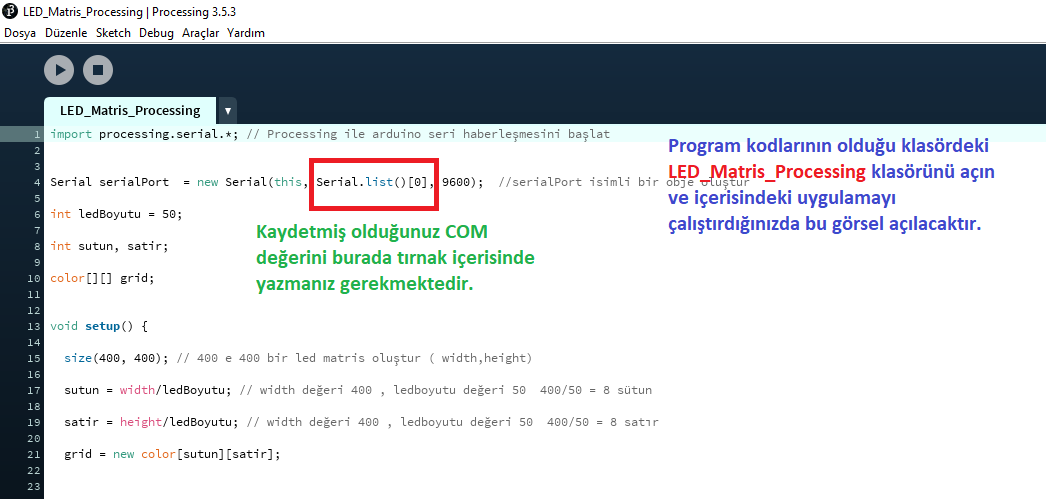 LED_Matris_Processing | Processing 3.5.3
Dosya Düzenle Sketch Debug Araçlar Yardım
LED_Matris_Processing ▼
1 import processing.serial.*; // Processing ile arduino seri haberleşmesini başlat
2
3
4 Serial serialPort = new Serial(this, Serial.list()[0], 9600); //serialPort isimli bir obje oluştur
5
6 int ledBoyutu = 50;
7
8 int sutun, satir;
9
10 color[][] grid;
11
12
13 void setup() {
14
15 size(400, 400); // 400 e 400 bir led matris oluştur ( width,height)
16
17 sutun = width/ledBoyutu; // width değeri 400 , ledboyutu değeri 50 400/50 = 8 sütun
18
19 satir = height/ledBoyutu; // width değeri 400 , ledboyutu değeri 50 400/50 = 8 satır
20
21 grid = new color[sutun][satir];
22
23
Program kodlarının olduğu klasördeki
LED_Matris_Processing klasörünü açın
ve içerisindeki uygulamayı
çalıştırdığınızda bu görsel açılacaktır.
Kaydetmiş olduğunuz COM
değerini burada tırnak içerisinde
yazmanız gerekmektedir.